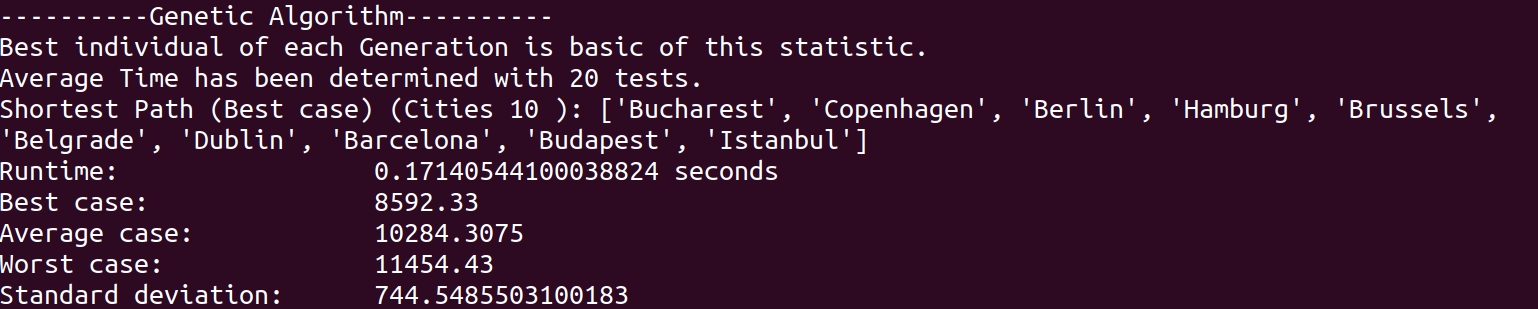 ----------Genetic Algorithm----------
Best individual of each Generation is basic of this statistic.
Average Time has been determined with 20 tests.
Shortest Path (Best case) (Cities 10 ): ['Bucharest', 'Copenhagen', 'Berlin', 'Hamburg', 'Brussels',
'Belgrade', 'Dublin', 'Barcelona', 'Budapest', 'Istanbul']
Runtime: 0.17140544100038824 seconds
Best case: 8592.33
Average case: 10284.3075
Worst case: 11454.43
Standard deviation: 744.5485503100183